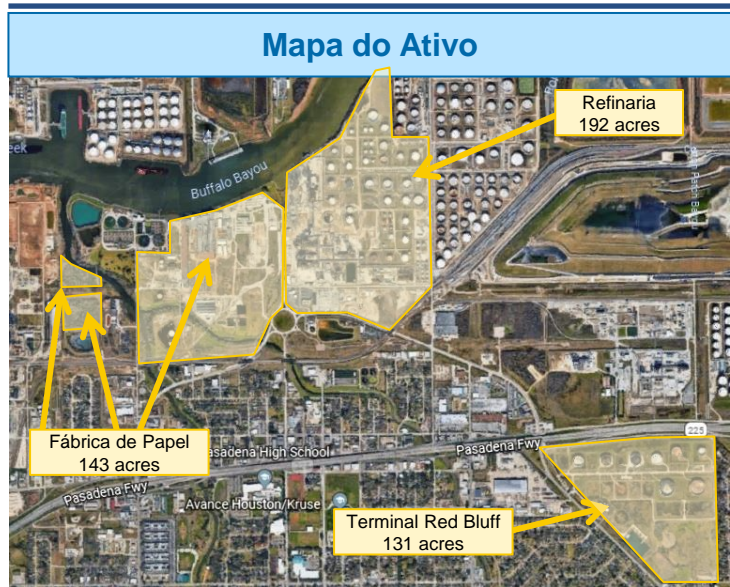 Mapa do Ativo
Refinaria
192 acres
Buffalo Bayou
Fábrica de Papel
143 acres
Pasadena High School
225
Pasadena Fwy
Pasadena Fwy
Avance Houston/Kruse
Terminal Red Bluff
131 acres